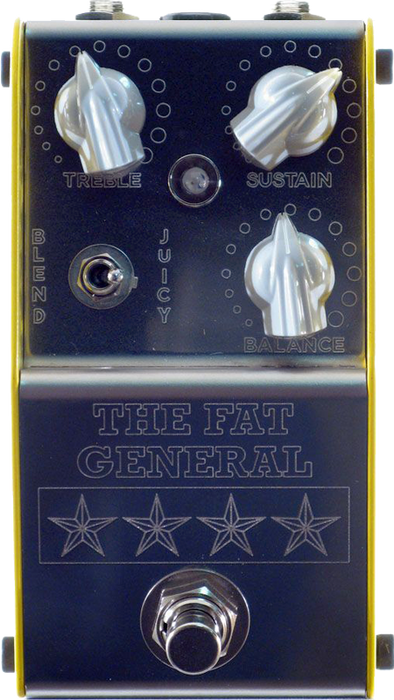 TREBLE
SUSTAIN
BLEND
JUICY
BALANCE
THE FAT
GENERAL